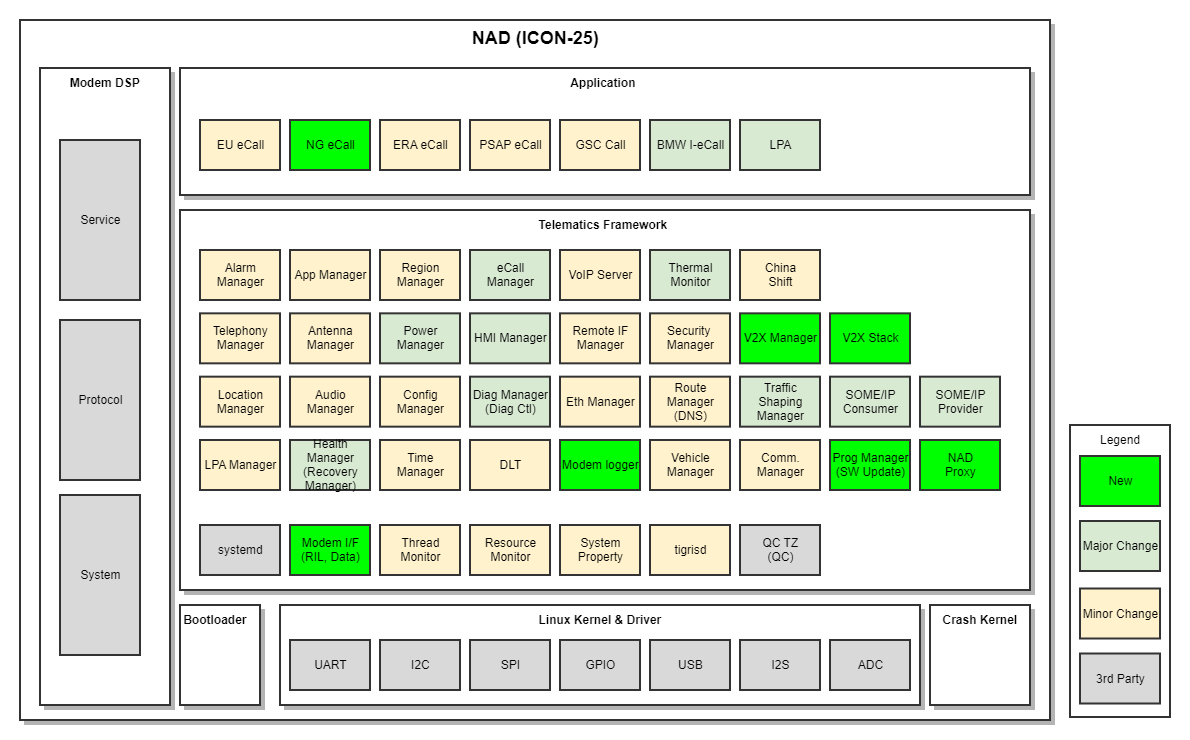 NAD (ICON-25)
Modem DSP
Service
Protocol
System
Application
EU eCall
NG eCall
ERA eCall
PSAP eCall
GSC Call
BMW I-eCall
LPA
Telematics Framework
Alarm
Manager
App Manager
Region
Manager
eCall
Manager
VoIP Server
Thermal
Monitor
China
Shift
Telephony
Manager
Antenna
Manager
Power
Manager
HMI Manager
Remote IF
Manager
Security
Manager
V2X Manager
V2X Stack
Location
Manager
Audio
Manager
Config
Manager
Diag Manager
(Diag Ctl)
Eth Manager
Route
Manager
(DNS)
Traffic
Shaping
Manager
SOME/IP
Consumer
SOME/IP
Provider
LPA Manager
Health
Manager
(Recovery
Manager)
Time
Manager
DLT
Modem logger
Vehicle
Manager
Comm.
Manager
Prog Manager
(SW Update)
NAD
Proxy
systemd
Modem I/F
(RIL, Data)
Thread
Monitor
Resource
Monitor
System
Property
tigrisd
QC TZ
(QC)
Bootloader
Linux Kernel & Driver
UART
I2C
SPI
GPIO
USB
I2S
ADC
Crash Kernel
Legend
New
Major Change
Minor Change
3rd Party